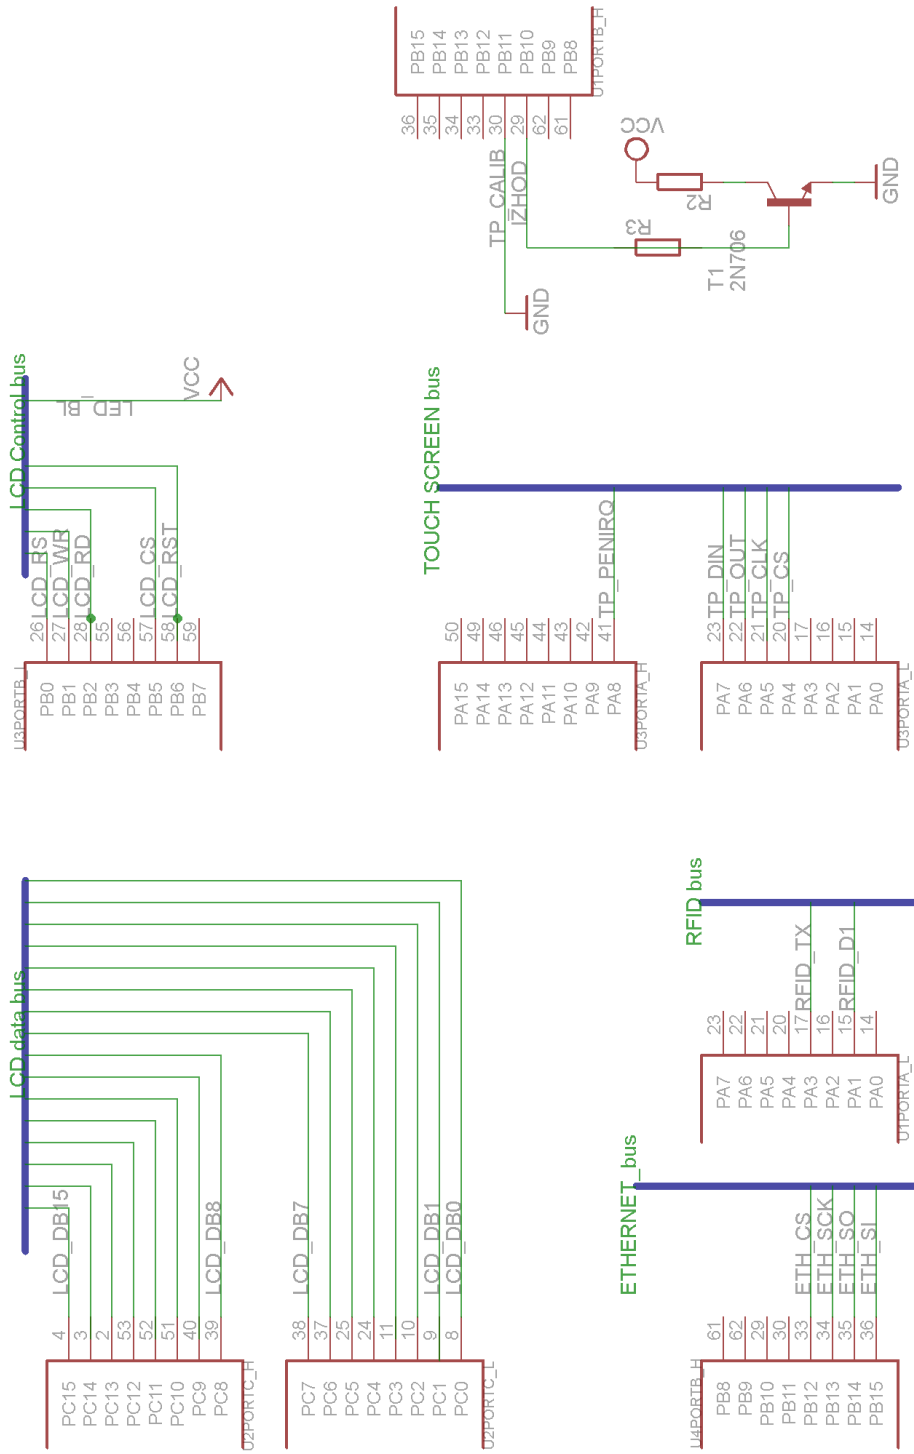 PB15
PB14
PB13
PB12
PB11
PB10
PB9
PB8
U1PORTB_H
36
35
34
33
30
29
62
61
TP_CALIB
IZHOD
VCC
R2
R3
GND
T1
2N706
GND
LCD Control bus
LED_BL
VCC
LCD_RS
LCD_WR
LCD_RD
LCD_CS
LCD_RST
26
27
28
55
56
57
58
59
U3PORTB_L
PB0
PB1
PB2
PB3
PB4
PB5
PB6
PB7
TOUCH SCREEN bus
TP_PENIRQ
50
49
46
45
44
43
42
41
PA15
PA14
PA13
PA12
PA11
PA10
PA9
PA8
U3PORTA_H
TP_DIN
TP_OUT
TP_CLK
TP_CS
23
22
21
20
17
16
15
14
PA7
PA6
PA5
PA4
PA3
PA2
PA1
PA0
U3PORTA_L
LCD data bus
LCD_DB15
LCD_DB8
LCD_DB7
LCD_DB1
LCD_DB0
4
3
2
53
52
51
40
39
PC15
PC14
PC13
PC12
PC11
PC10
PC9
PC8
U2PORTC_H
38
37
25
24
11
10
9
8
PC7
PC6
PC5
PC4
PC3
PC2
PC1
PC0
U2PORTC_L
RFID bus
RFID_TX
RFID_D1
23
22
21
20
17
16
15
14
PA7
PA6
PA5
PA4
PA3
PA2
PA1
PA0
U1PORTA_L
ETHERNET_bus
ETH_CS
ETH_SCK
ETH_SO
ETH_SI
61
62
29
30
33
34
35
36
PB8
PB9
PB10
PB11
PB12
PB13
PB14
PB15
U4PORTB_H